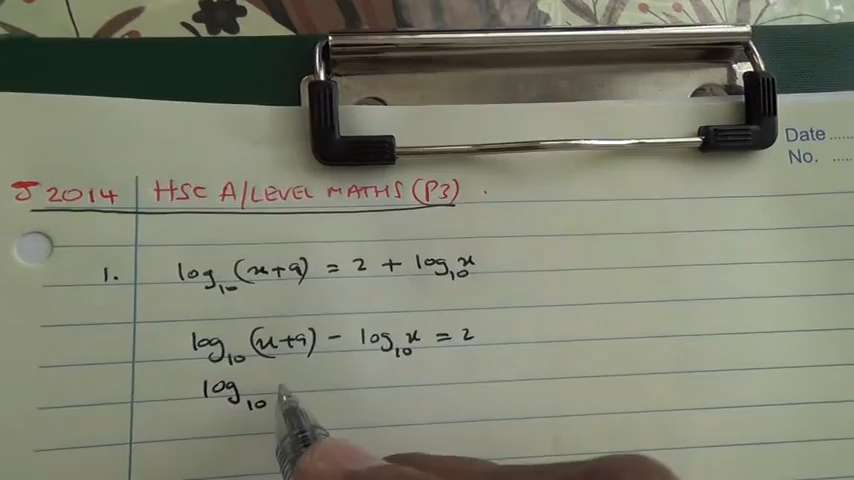 Date
No.
J 2014 HSC A/LEVEL MATHS (P3).
1. log₁₀(x+9) = 2 + log₁₀x
log₁₀(x+9) - log₁₀x = 2
log₁₀